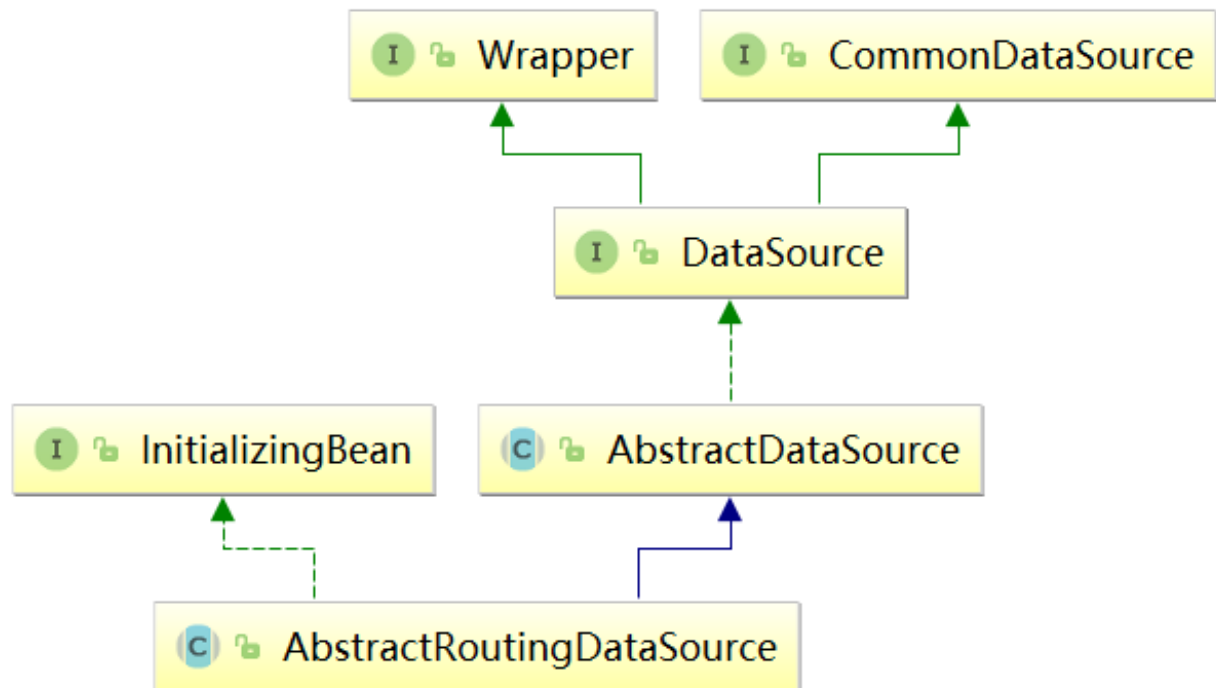 I Wrapper
I CommonDataSource
I DataSource
I InitializingBean
C AbstractDataSource
C AbstractRoutingDataSource